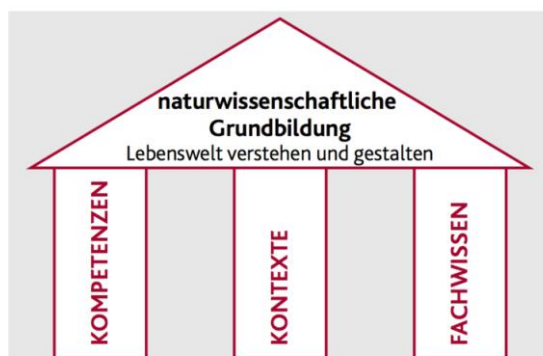 naturwissenschaftliche
Grundbildung
Lebenswelt verstehen und gestalten
KOMPETENZEN
KONTEXTE
FACHWISSEN